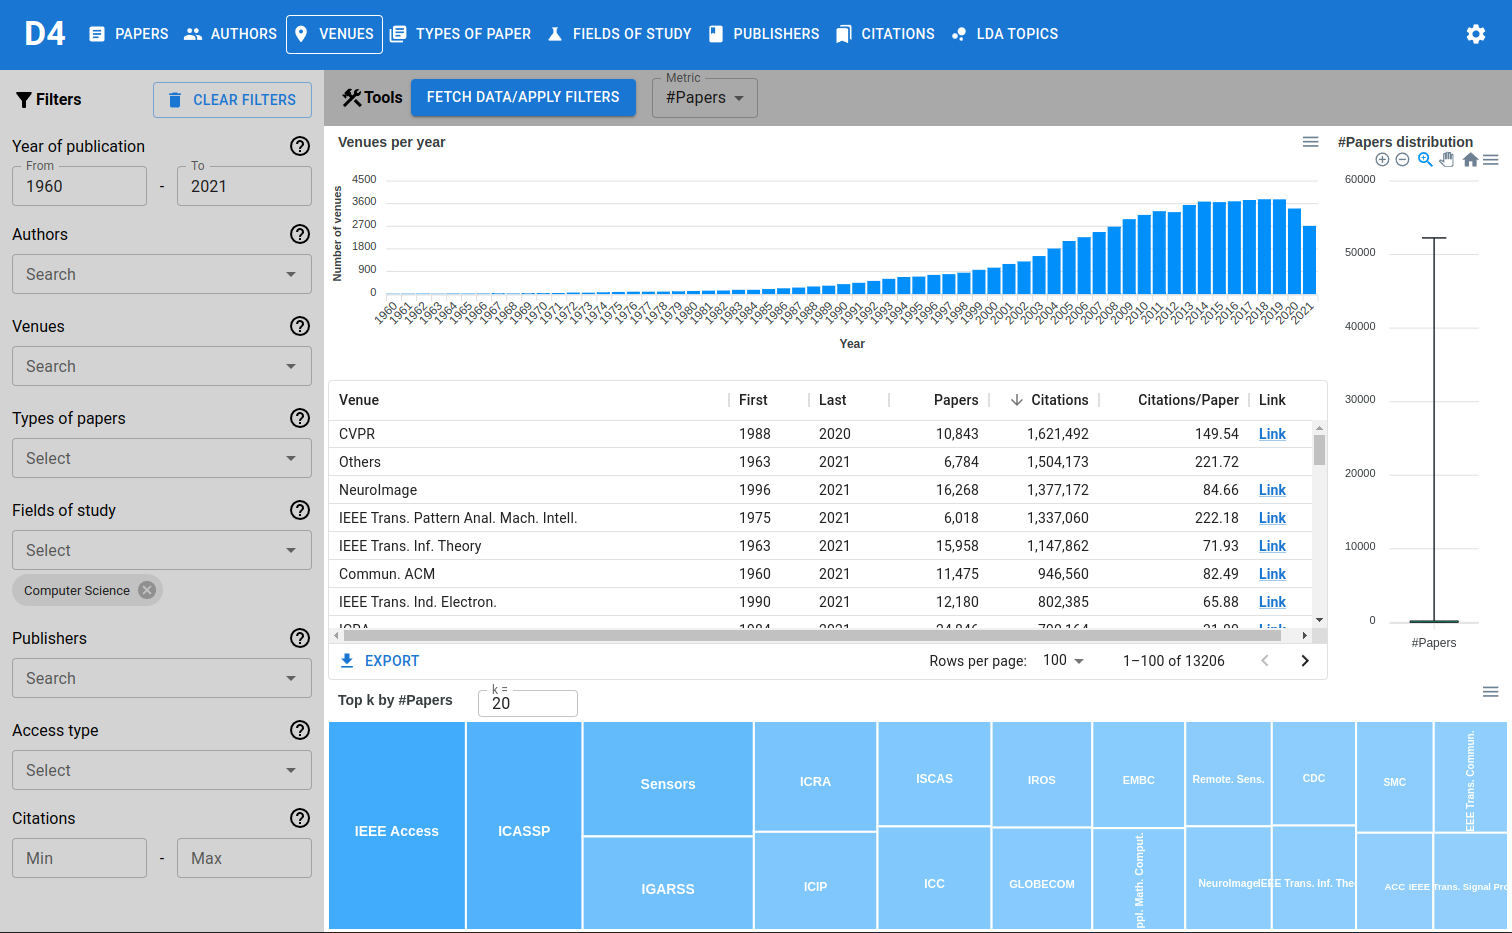 D4 PAPERS AUTHORS VENUES TYPES OF PAPER FIELDS OF STUDY PUBLISHERS CITATIONS LDA TOPICS
Filters CLEAR FILTERS
Year of publication
From To
1960 - 2021
Authors
Search
Venues
Search
Types of papers
Select
Fields of study
Select
Computer Science
Publishers
Search
Access type
Select
Citations
Min - Max
Tools FETCH DATA/APPLY FILTERS
Metric
#Papers
Venues per year
Number of venues
4500
3600
2700
1800
900
0
1960 1961 1962 1963 1964 1965 1966 1967 1968 1969 1970 1971 1972 1973 1974 1975 1976 1977 1978 1979 1980 1981 1982 1983 1984 1985 1986 1987 1988 1989 1990 1991 1992 1993 1994 1995 1996 1997 1998 1999 2000 2001 2002 2003 2004 2005 2006 2007 2008 2009 2010 2011 2012 2013 2014 2015 2016 2017 2018 2019 2020 2021
Year
#Papers distribution
60000
50000
40000
30000
20000
10000
0
#Papers
Venue First Last Papers Citations Citations/Paper Link
CVPR 1988 2020 10,843 1,621,492 149.54 Link
Others 1963 2021 6,784 1,504,173 221.72
NeuroImage 1996 2021 16,268 1,377,172 84.66 Link
IEEE Trans. Pattern Anal. Mach. Intell. 1975 2021 6,018 1,337,060 222.18 Link
IEEE Trans. Inf. Theory 1963 2021 15,958 1,147,862 71.93 Link
Commun. ACM 1960 2021 11,475 946,560 82.49 Link
IEEE Trans. Ind. Electron. 1990 2021 12,180 802,385 65.88 Link
EXPORT Rows per page: 100 1–100 of 13206
Top k by #Papers
k =
20
IEEE Access
ICASSP
Sensors
IGARSS
ICRA
ICIP
ISCAS
ICC
IROS
GLOBECOM
EMBC
ppl. Math. Comput.
Remote. Sens.
NeuroImage
CDC
IEEE Trans. Inf. The
SMC
ACC
EEE Trans. Commun.
IEEE Trans. Signal Pro